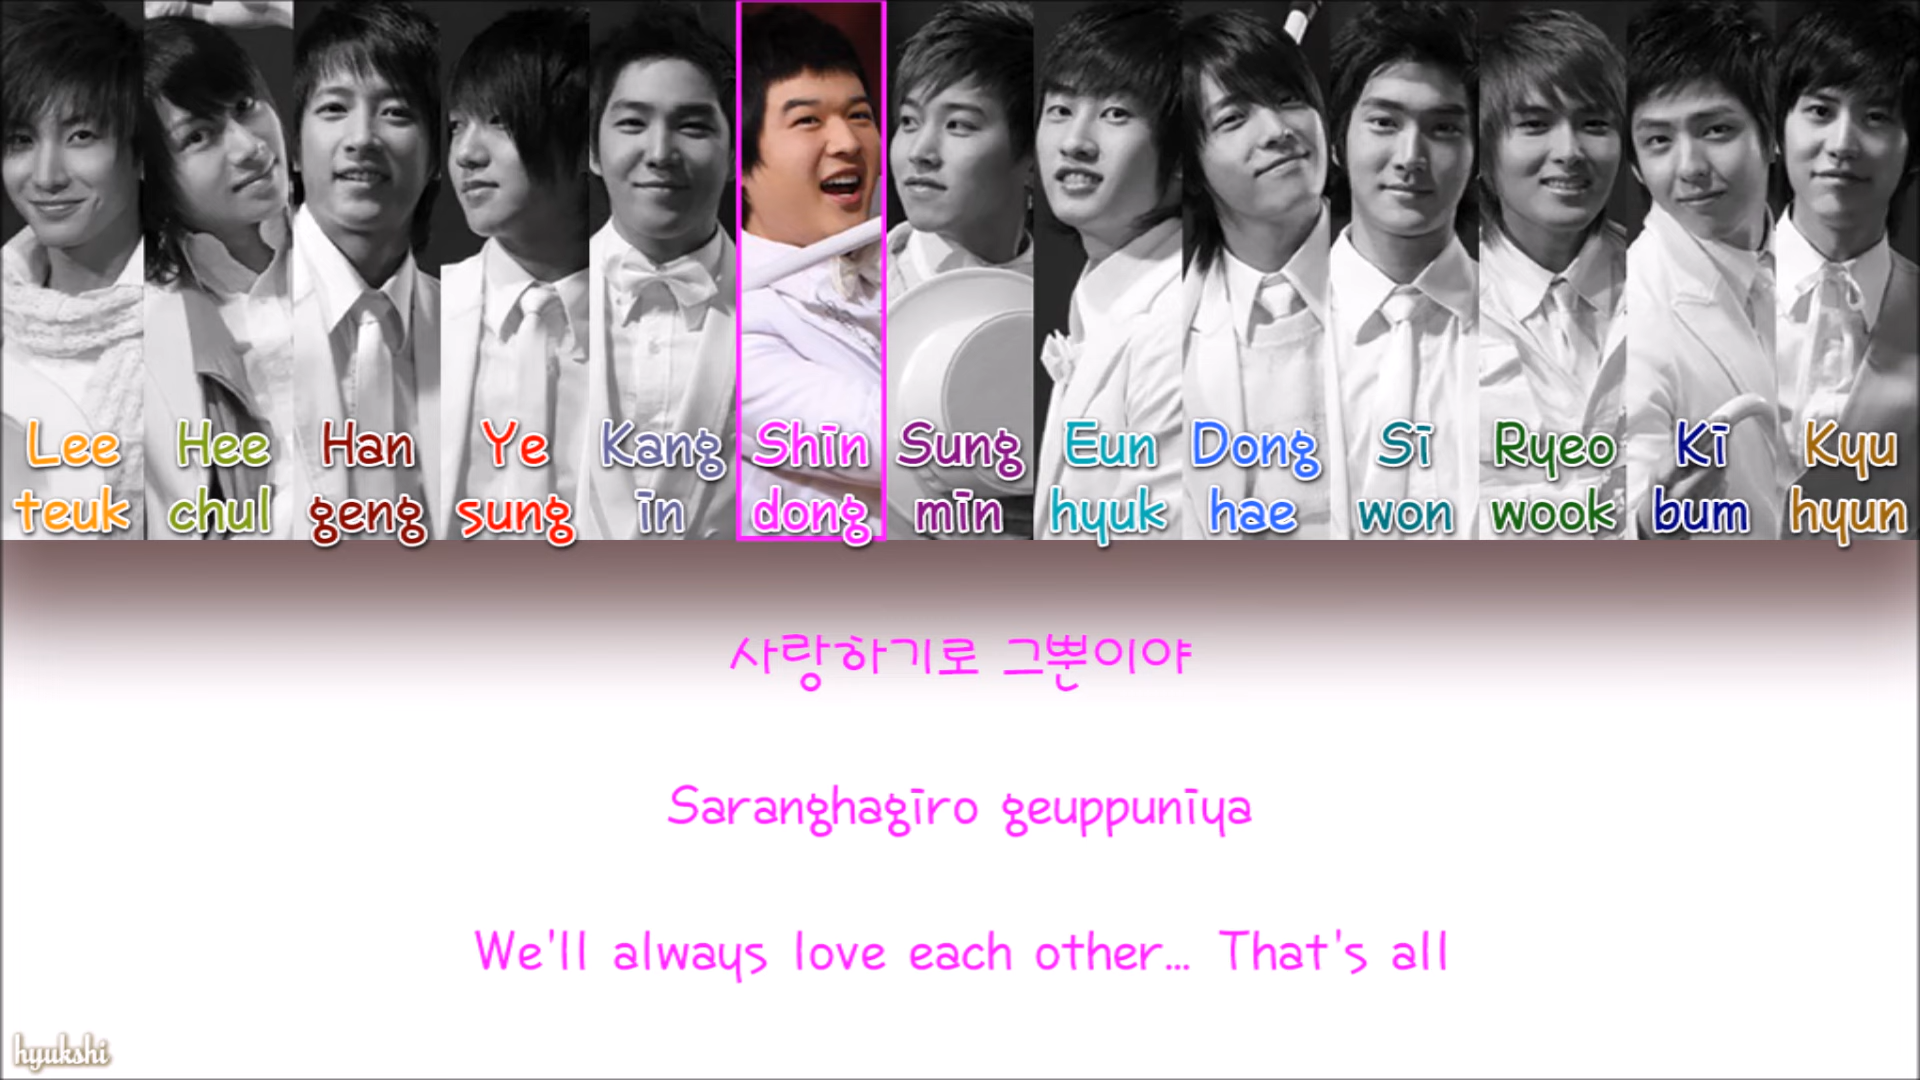 Lee Hee Han Ye Kang Shin Sung Eun Dong Si Ryeo Ki Kyu
teuk chul geng sung in dong min hyuk hae won wook bum hyun
사랑하기로 그뿐이야
Saranghagiro geuppuniya
We'll always love each other... That's all
hyukshi